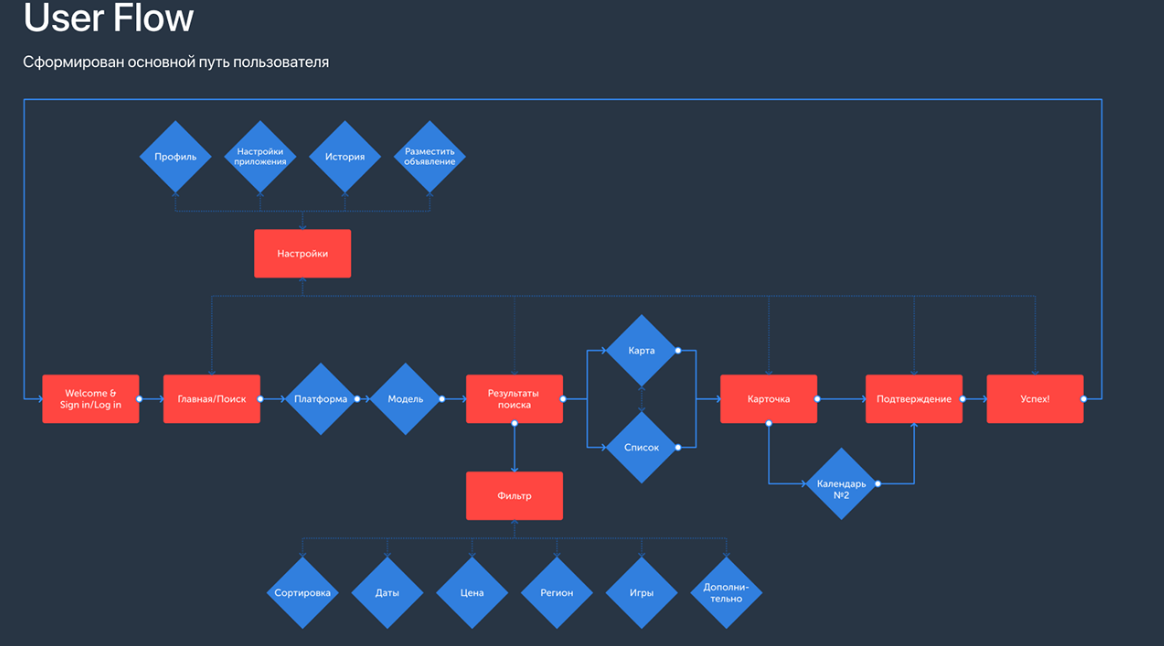 User Flow
Сформирован основной путь пользователя
Профиль
Настройки
приложения
История
Разместить
объявление
Настройки
Карта
Welcome &
Sign in/Log in
Главная/Поиск
Платформа
Модель
Результаты
поиска
Карточка
Подтверждение
Успех!
Список
Календарь
№2
Фильтр
Сортировка
Даты
Цена
Регион
Игры
Дополни-
тельно